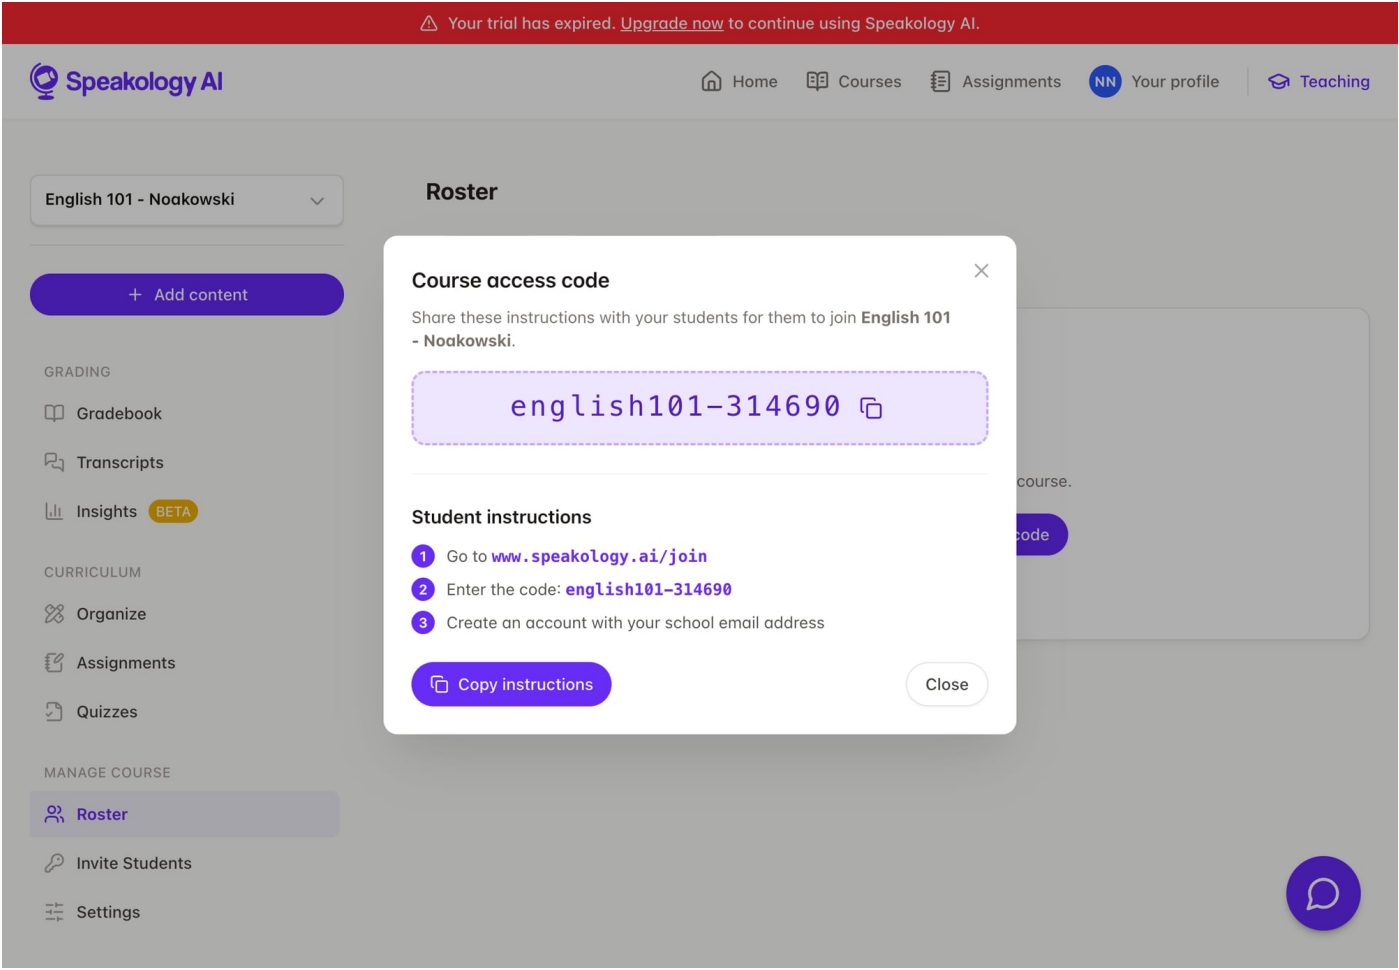 Your trial has expired. Upgrade now to continue using Speakology AI.
Speakology AI
Home
Courses
Assignments
NN
Your profile
Teaching
English 101 - Noakowski
Roster
+ Add content
GRADING
Gradebook
Transcripts
Insights BETA
CURRICULUM
Organize
Assignments
Quizzes
MANAGE COURSE
Roster
Invite Students
Settings
Course access code
Share these instructions with your students for them to join English 101
- Noakowski.
english101-314690
Student instructions
1 Go to www.speakology.ai/join
2 Enter the code: english101-314690
3 Create an account with your school email address
Copy instructions
Close
course.
code